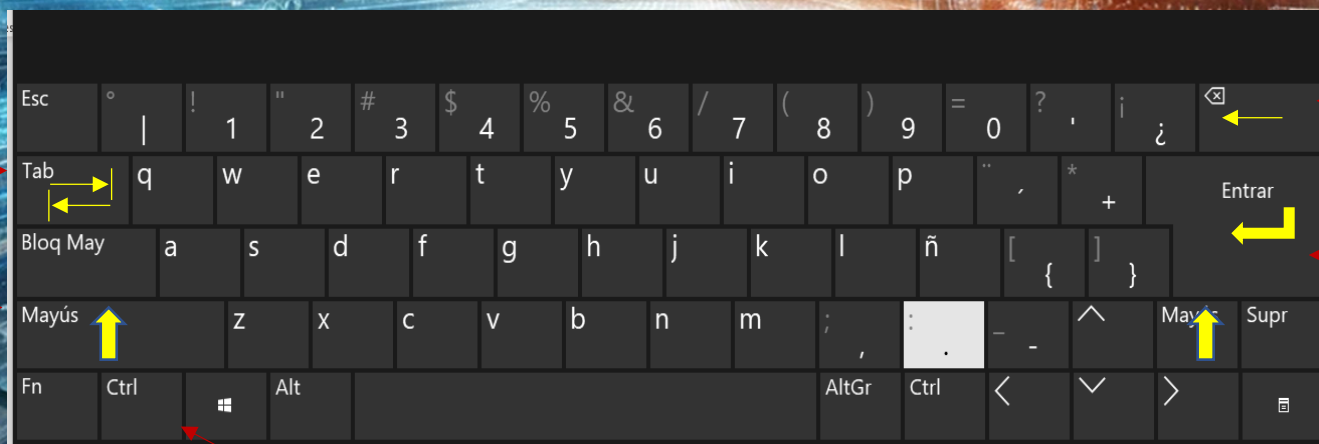 Esc ° | ! 1 " 2 # 3 $ 4 % 5 & 6 / 7 ( 8 ) 9 = 0 ? ' ¡ ¿
Tab q w e r t y u i o p ¨ ´ * + Entrar
Bloq May a s d f g h j k l ñ [ { ] }
Mayús z x c v b n m ; , : . _ - Mayús Supr
Fn Ctrl Alt AltGr Ctrl